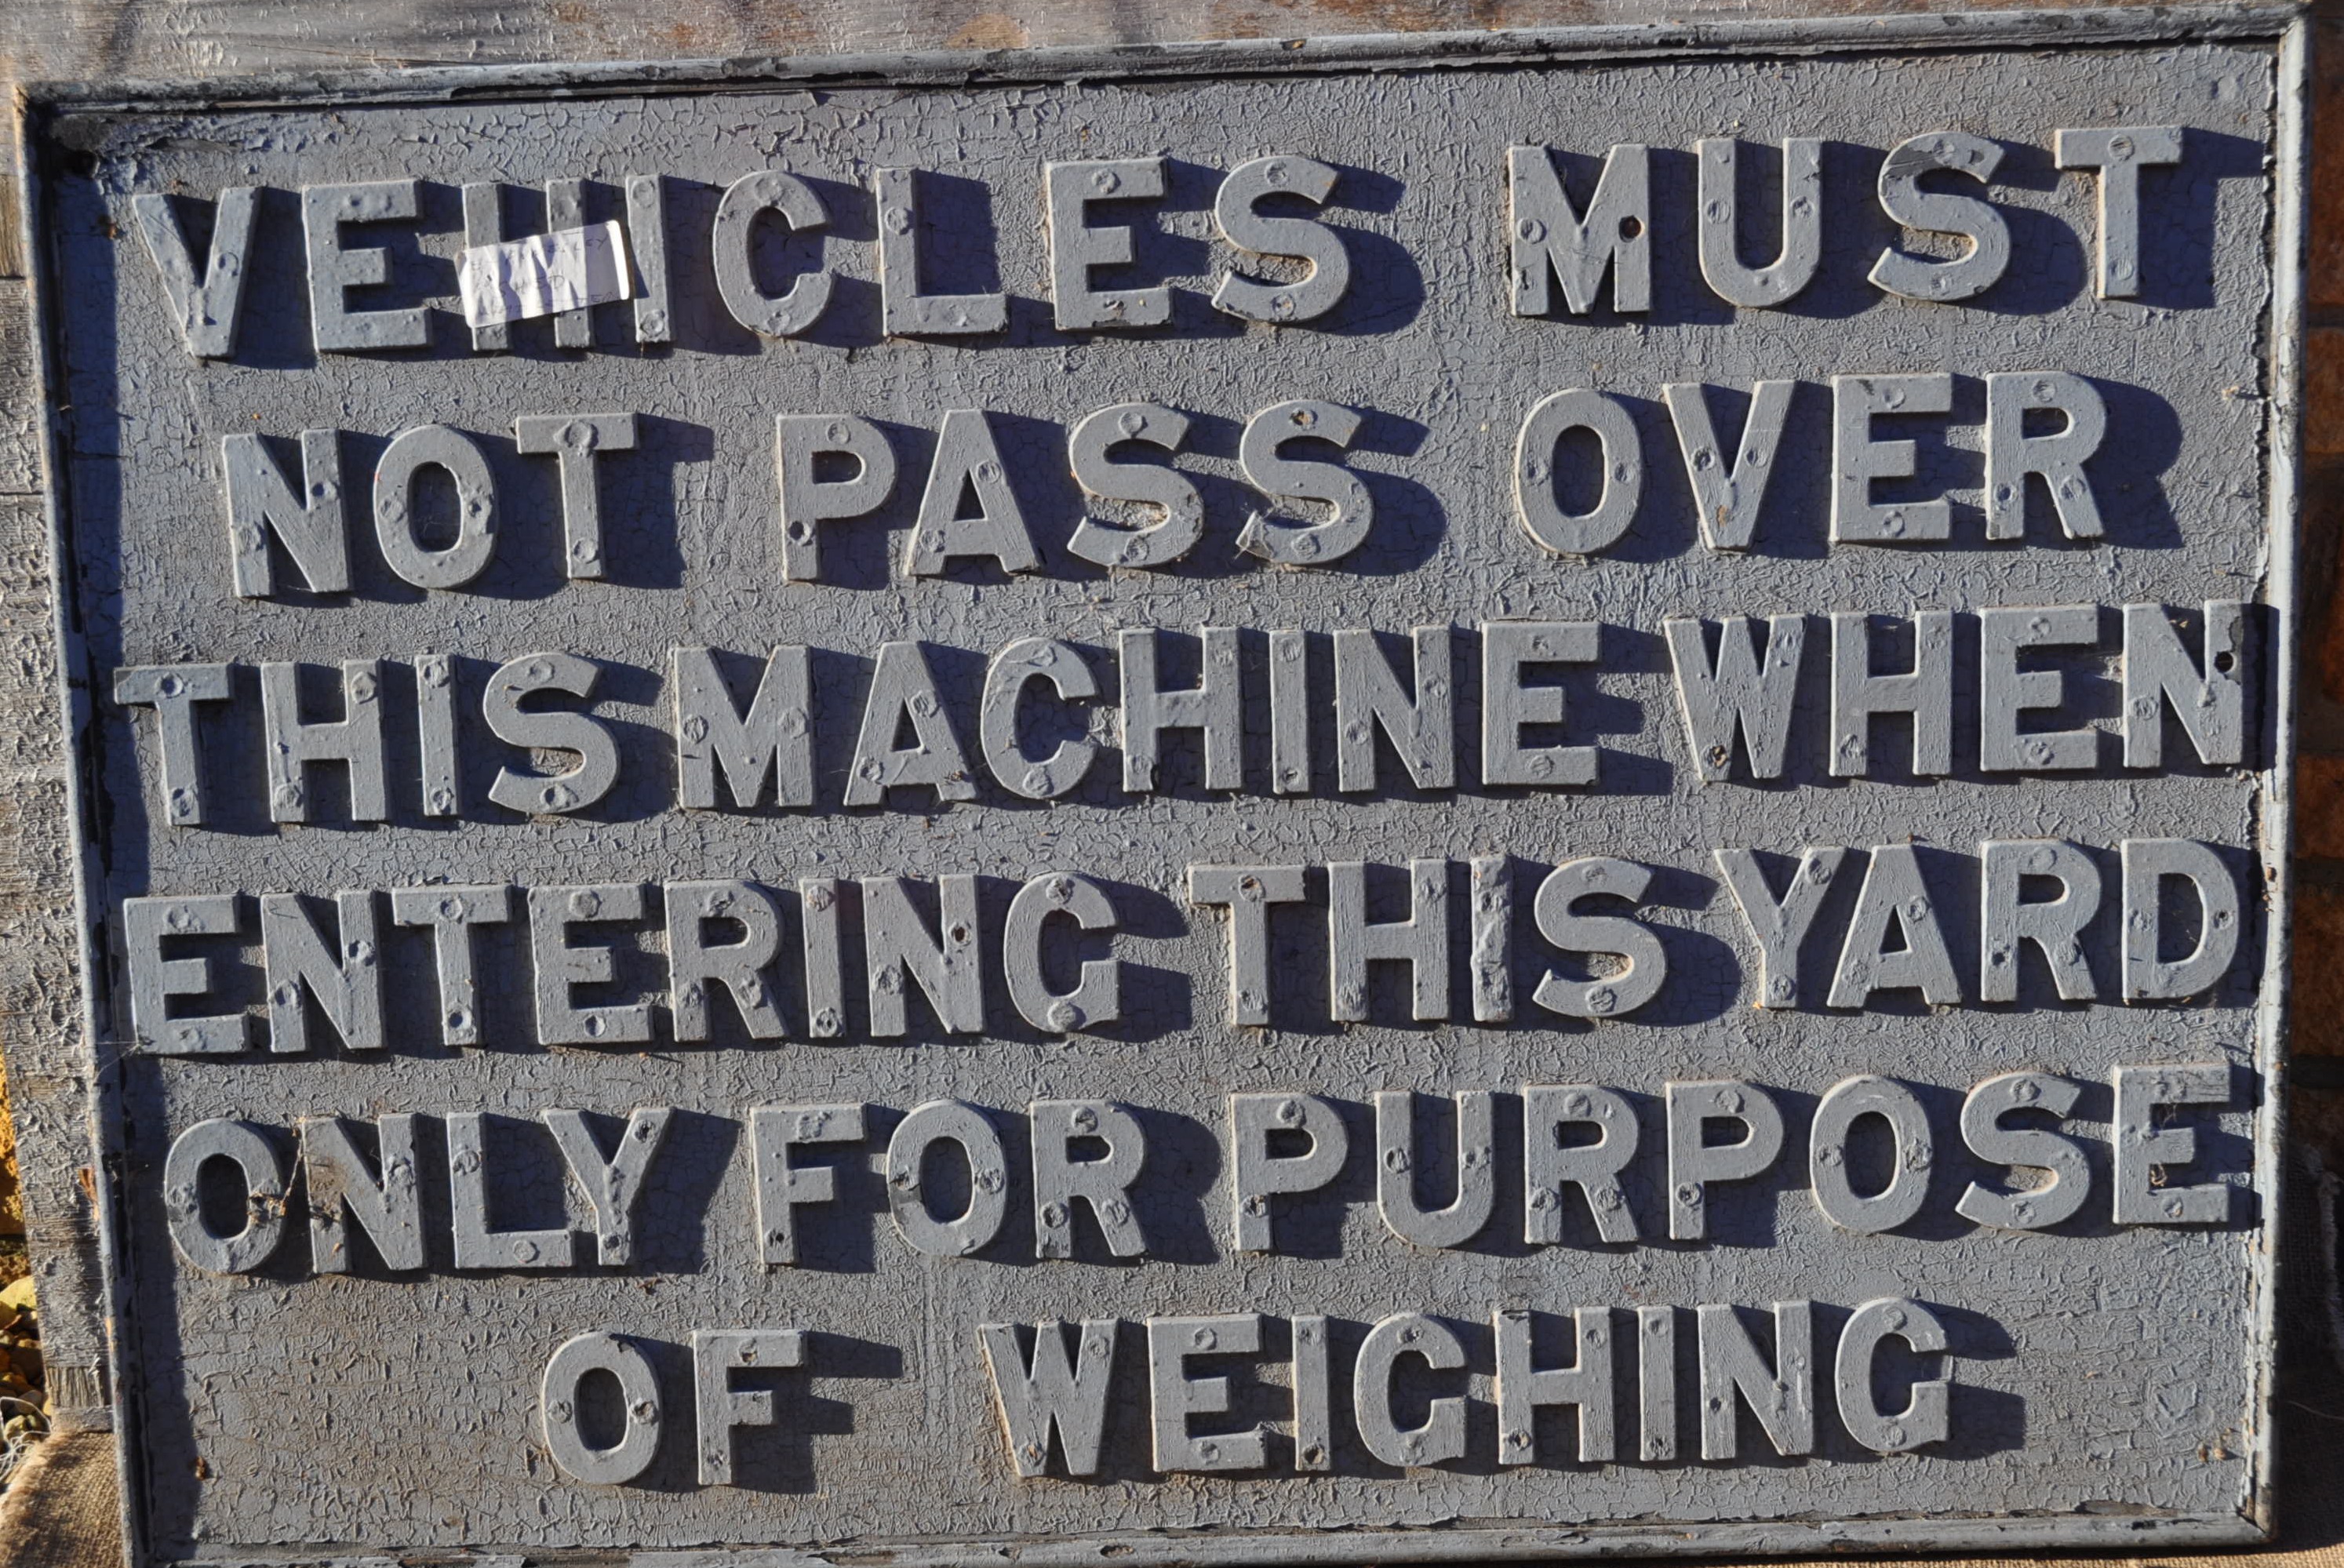 VEHICLES MUST
NOT PASS OVER
THIS MACHINE WHEN
ENTERING THIS YARD
ONLY FOR PURPOSE
OF WEIGHING